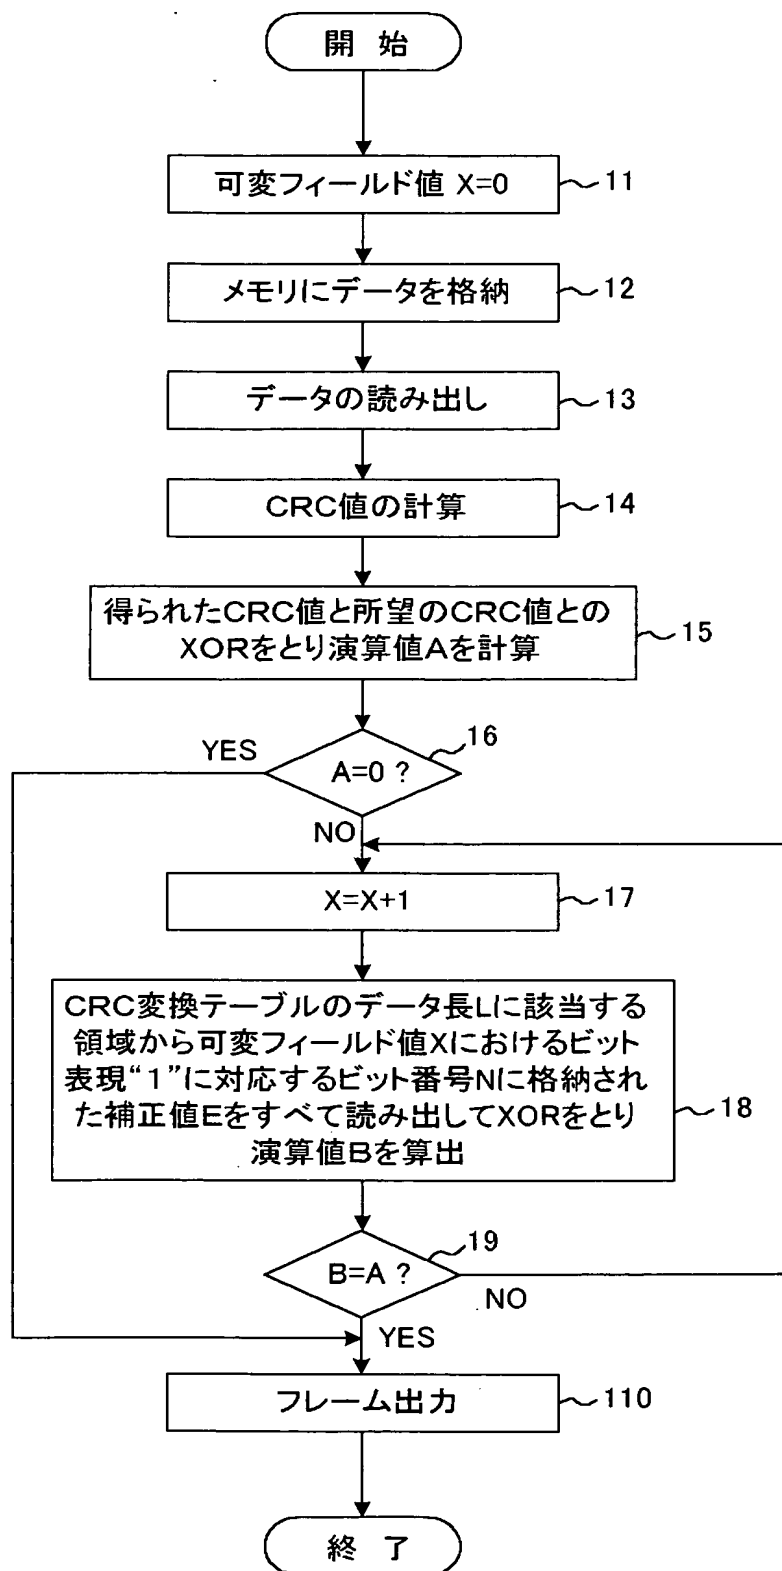 開 始
可変フィールド値 X=0
11
メモリにデータを格納
12
データの読み出し
13
CRC値の計算
14
得られたCRC値と所望のCRC値との
XORをとり演算値Aを計算
15
16
YES
A=0 ?
NO
X=X+1
17
CRC変換テーブルのデータ長Lに該当する
領域から可変フィールド値Xにおけるビット
表現“1”に対応するビット番号Nに格納され
た補正値Eをすべて読み出してXORをとり
演算値Bを算出
18
19
B=A ?
NO
YES
フレーム出力
110
終 了